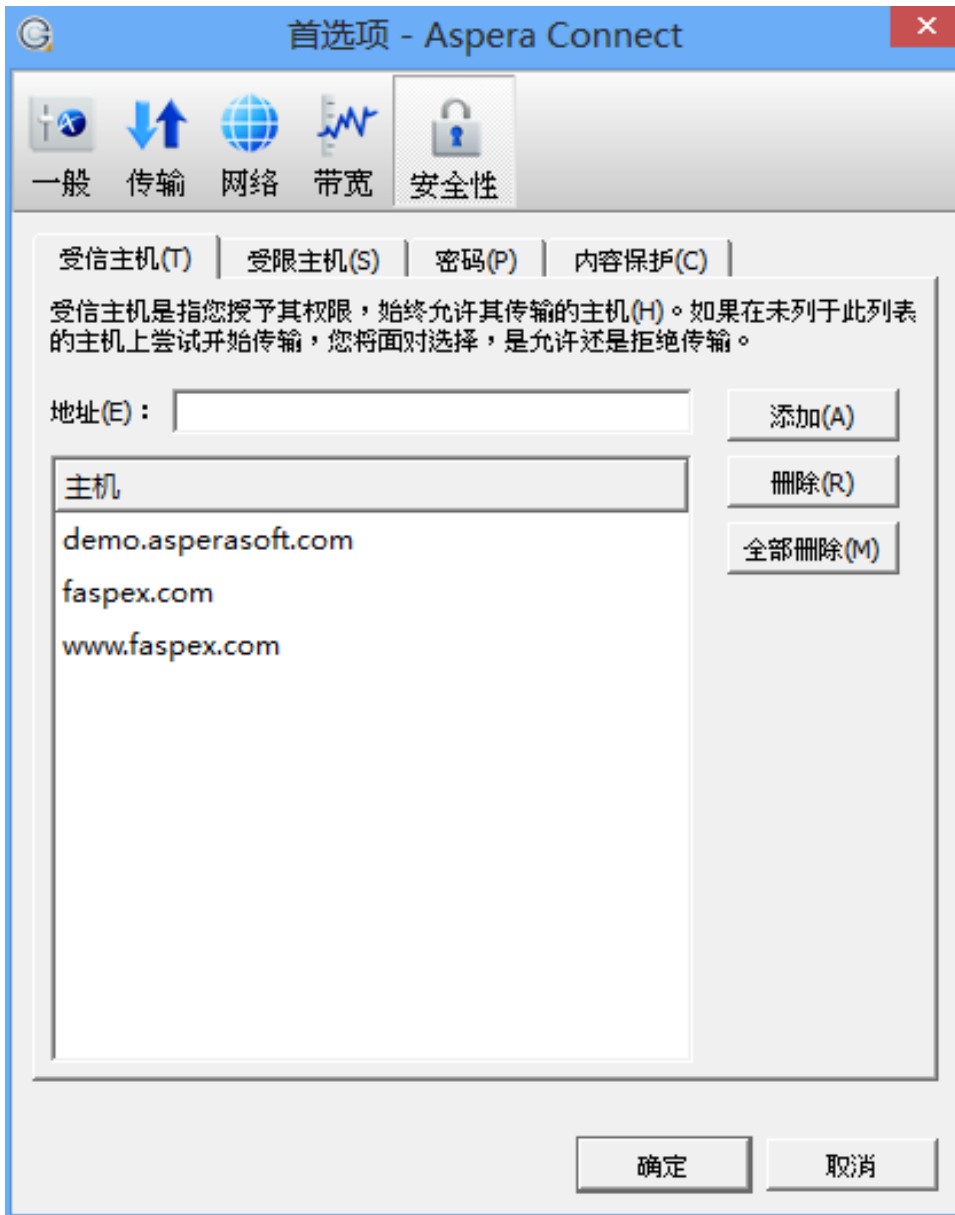 首选项 - Aspera Connect
一般 传输 网络 带宽 安全性
受信主机(T) 受限主机(S) 密码(P) 内容保护(C)
受信主机是指您授予其权限，始终允许其传输的主机(H)。如果在未列于此列表
的主机上尝试开始传输，您将面对选择，是允许还是拒绝传输。
地址(E)： 添加(A)
主机 删除(R)
demo.asperasoft.com 全部删除(M)
faspex.com
www.faspex.com
确定 取消